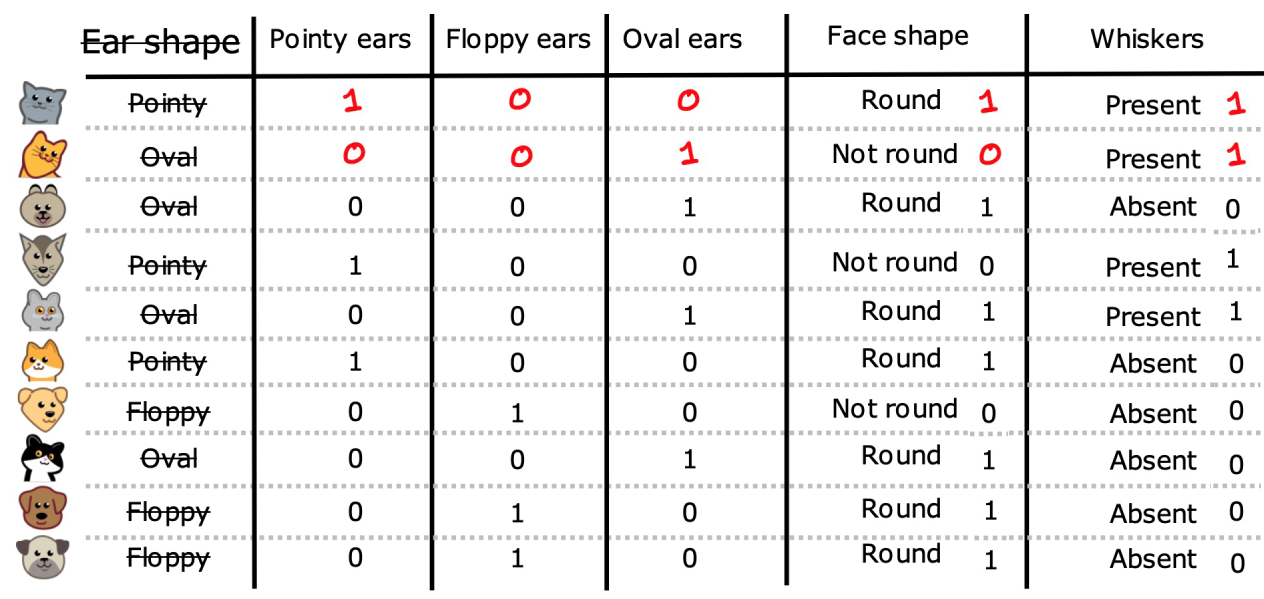 Ear shape Pointy ears Floppy ears Oval ears Face shape Whiskers
Pointy 1 0 0 Round 1 Present 1
Oval 0 0 1 Not round 0 Present 1
Oval 0 0 1 Round 1 Absent 0
Pointy 1 0 0 Not round 0 Present 1
Oval 0 0 1 Round 1 Present 1
Pointy 1 0 0 Round 1 Absent 0
Floppy 0 1 0 Not round 0 Absent 0
Oval 0 0 1 Round 1 Absent 0
Floppy 0 1 0 Round 1 Absent 0
Floppy 0 1 0 Round 1 Absent 0